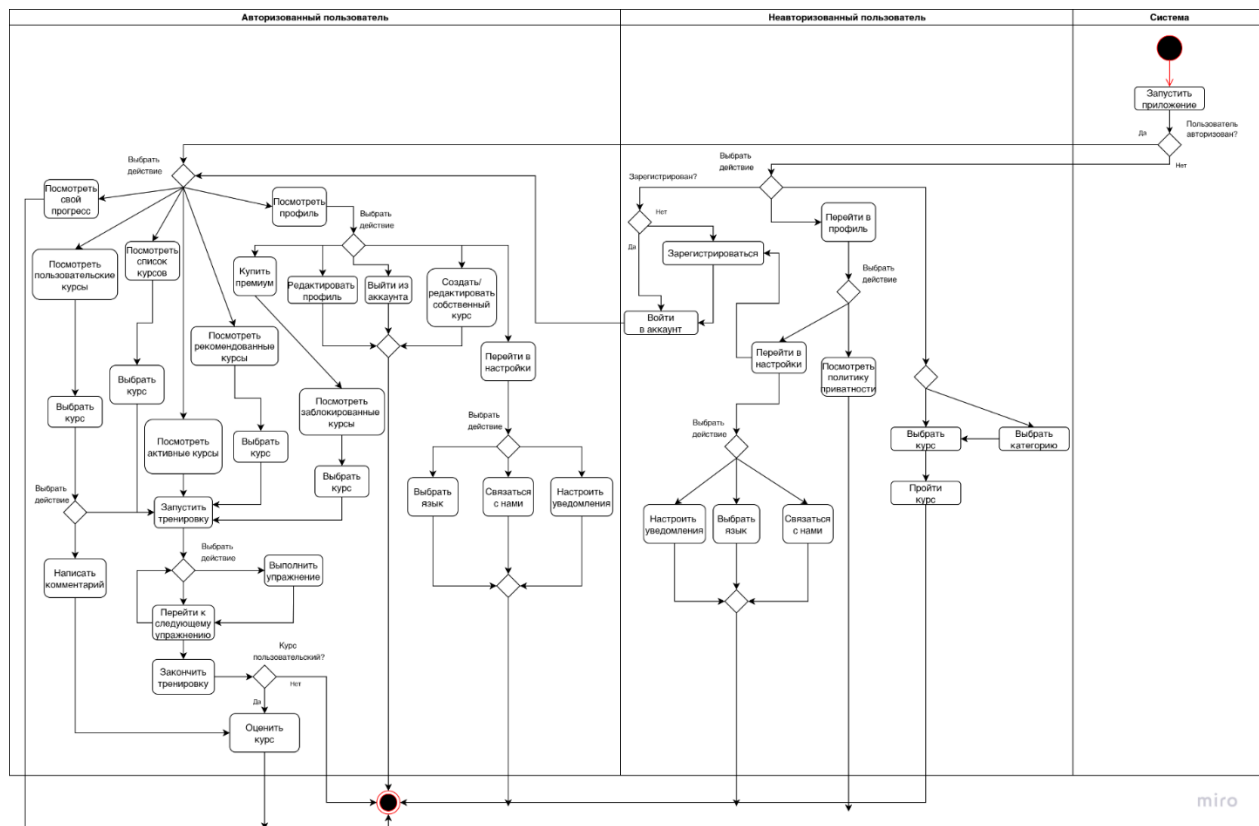 Авторизованный пользователь
Неавторизованный пользователь
Система
Запустить
приложение
Пользователь
авторизован?
Да
Нет
Выбрать
действие
Посмотреть
свой
прогресс
Посмотреть
профиль
Выбрать
действие
Посмотреть
пользовательские
курсы
Посмотреть
список
курсов
Купить
премиум
Редактировать
профиль
Выйти из
аккаунта
Создать/
редактировать
собственный
курс
Посмотреть
рекомендованные
курсы
Перейти в
настройки
Выбрать
курс
Выбрать
курс
Посмотреть
заблокированные
курсы
Посмотреть
активные курсы
Выбрать
курс
Выбрать
курс
Выбрать
действие
Выбрать
язык
Связаться
с нами
Настроить
уведомления
Выбрать
действие
Запустить
тренировку
Выбрать
действие
Написать
комментарий
Выполнить
упражнение
Перейти к
следующему
упражнению
Закончить
тренировку
Курс
пользовательский?
Нет
Да
Оценить
курс
Выбрать
действие
Зарегистрирован?
Нет
Да
Перейти в
профиль
Зарегистрироваться
Выбрать
действие
Войти
в аккаунт
Перейти в
настройки
Посмотреть
политику
приватности
Выбрать
действие
Выбрать
курс
Выбрать
категорию
Пройти
курс
Настроить
уведомления
Выбрать
язык
Связаться
с нами
miro